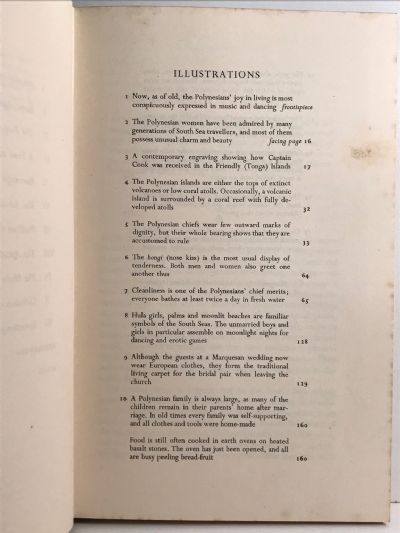 ILLUSTRATIONS
1 Now, as of old, the Polynesians' joy in living is most
conspicuously expressed in music and dancing frontispiece
2 The Polynesian women have been admired by many
generations of South Sea travellers, and most of them
possess unusual charm and beauty facing page 16
3 A contemporary engraving showing how Captain
Cook was received in the Friendly (Tonga) Islands 17
4 The Polynesian islands are either the tops of extinct
volcanoes or low coral atolls. Occasionally, a volcanic
island is surrounded by a coral reef with fully de-
veloped atolls 32
5 The Polynesian chiefs wear few outward marks of
dignity, but their whole bearing shows that they are
accustomed to rule 33
6 The hongi (nose kiss) is the most usual display of
tenderness. Both men and women also greet one
another thus 64
7 Cleanliness is one of the Polynesians' chief merits;
everyone bathes at least twice a day in fresh water 65
8 Hula girls, palms and moonlit beaches are familiar
symbols of the South Seas. The unmarried boys and
girls in particular assemble on moonlight nights for
dancing and erotic games 128
9 Although the guests at a Marquesan wedding now
wear European clothes, they form the traditional
living carpet for the bridal pair when leaving the
church 129
10 A Polynesian family is always large, as many of the
children remain in their parents' home after mar-
riage. In old times every family was self-supporting,
and all clothes and tools were home-made 160
Food is still often cooked in earth ovens on heated
basalt stones. The oven has just been opened, and all
are busy peeling bread-fruit 160